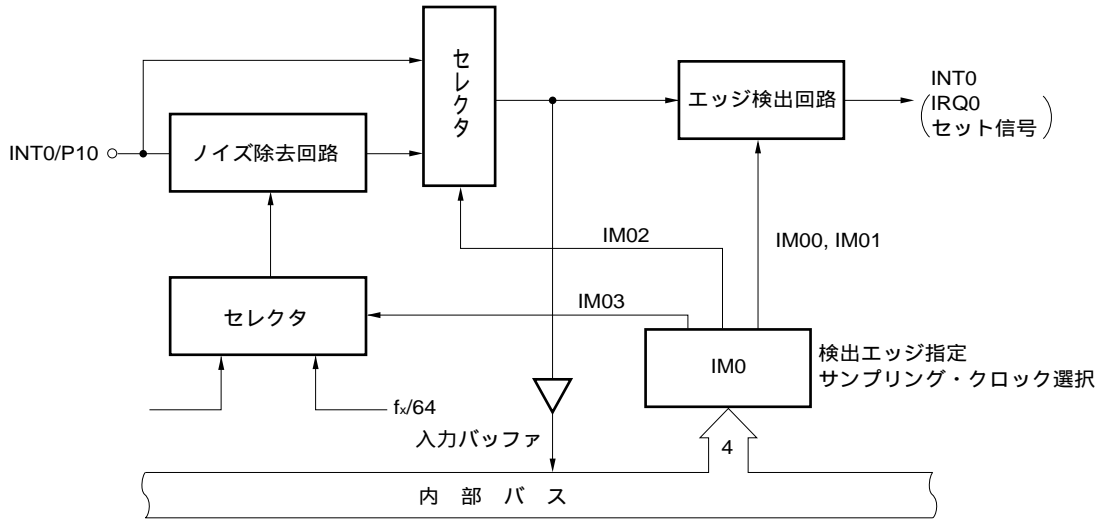 セレクタ
INT0
エッジ検出回路
IRQ0
セット信号
INT0/P10
ノイズ除去回路
IM02
IM00, IM01
IM03
セレクタ
IM0
検出エッジ指定
サンプリング・クロック選択
fx/64
入力バッファ
4
内部バス